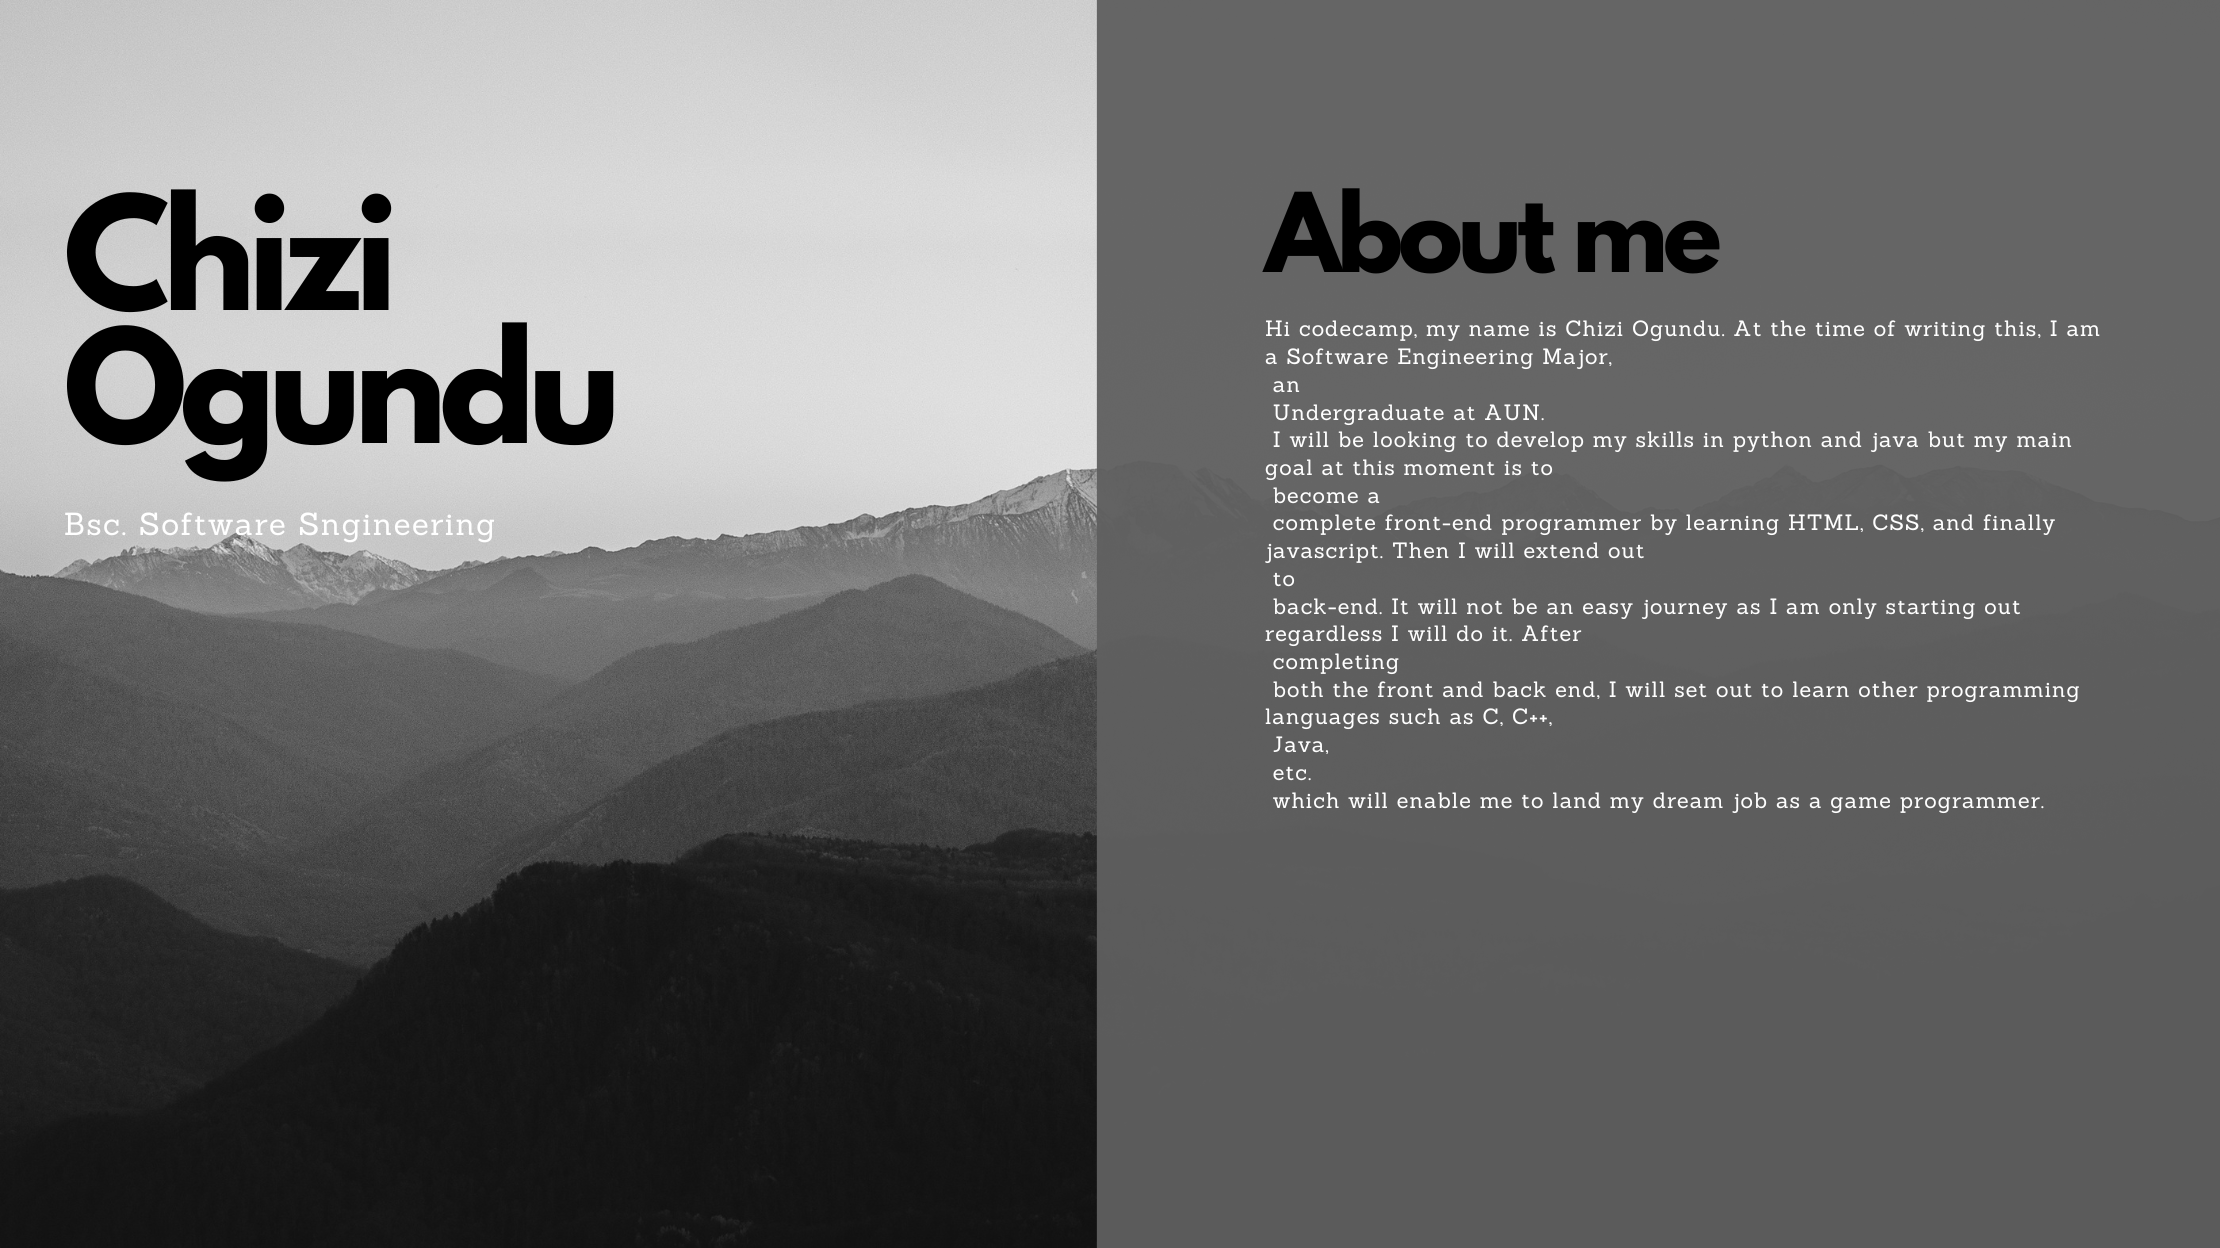 Chizi
Ogundu
Bsc. Software Sngineering
About me
Hi codecamp, my name is Chizi Ogundu. At the time of writing this, I am
a Software Engineering Major,
an
Undergraduate at AUN.
I will be looking to develop my skills in python and java but my main
goal at this moment is to
become a
complete front-end programmer by learning HTML, CSS, and finally
javascript. Then I will extend out
to
back-end. It will not be an easy journey as I am only starting out
regardless I will do it. After
completing
both the front and back end, I will set out to learn other programming
languages such as C, C++,
Java,
etc.
which will enable me to land my dream job as a game programmer.